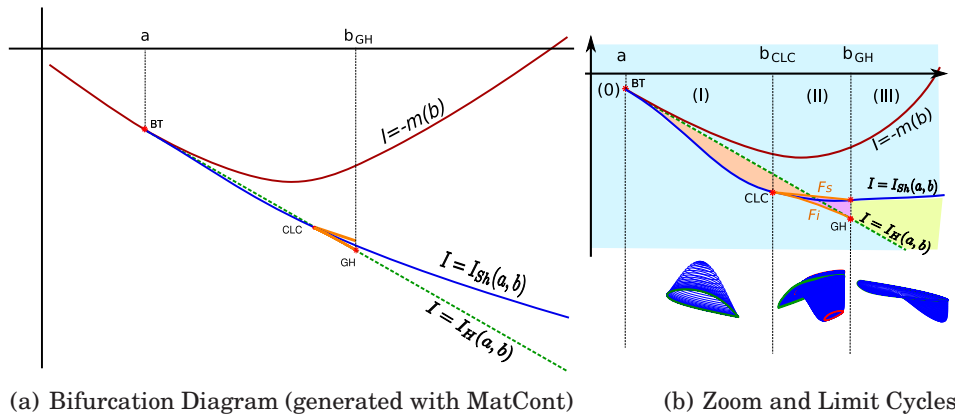 a
b_GH
BT
I=-m(b)
CLC
GH
I = I_Sh(a, b)
I = I_H(a, b)
(a) Bifurcation Diagram (generated with MatCont)
a
b_CLC
b_GH
(0)
BT
(I)
(II)
(III)
I=-m(b)
CLC
Fs
Fi
I = I_Sh(a, b)
GH
I = I_H(a, b)
(b) Zoom and Limit Cycles